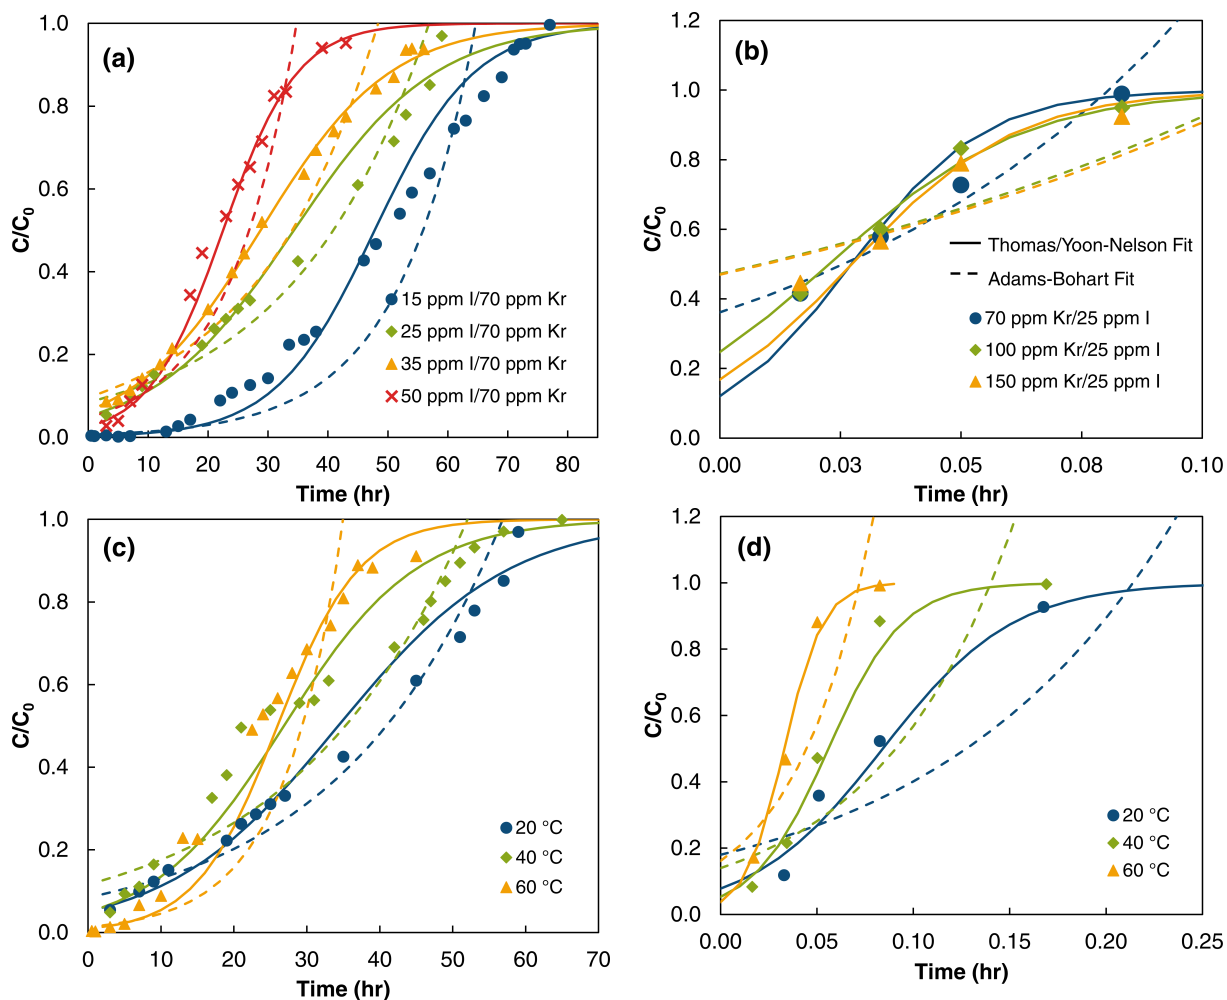 (a)
1.0
0.8
0.6
0.4
0.2
0.0
C/C0
15 ppm I/70 ppm Kr
25 ppm I/70 ppm Kr
35 ppm I/70 ppm Kr
50 ppm I/70 ppm Kr
0 10 20 30 40 50 60 70 80
Time (hr)
(b)
1.2
1.0
0.8
0.6
0.4
0.2
0.0
C/C0
Thomas/Yoon-Nelson Fit
Adams-Bohart Fit
70 ppm Kr/25 ppm I
100 ppm Kr/25 ppm I
150 ppm Kr/25 ppm I
0.00 0.03 0.05 0.08 0.10
Time (hr)
(c)
1.0
0.8
0.6
0.4
0.2
0.0
C/C0
20 °C
40 °C
60 °C
0 10 20 30 40 50 60 70
Time (hr)
(d)
1.2
1.0
0.8
0.6
0.4
0.2
0.0
C/C0
20 °C
40 °C
60 °C
0.00 0.05 0.10 0.15 0.20 0.25
Time (hr)